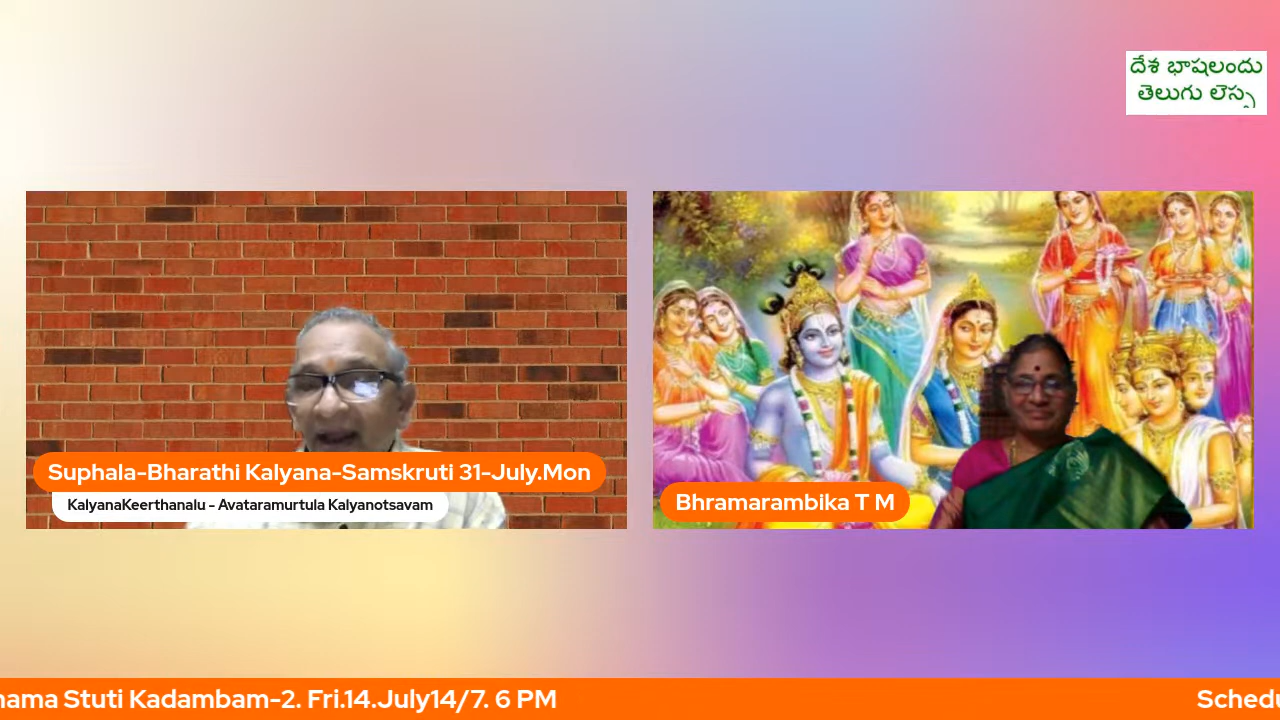 దేశ భాషలందు
తెలుగు లెస్స
Suphala-Bharathi Kalyana-Samskruti 31-July.Mon
KalyanaKeerthanalu - Avataramurtula Kalyanotsavam
Bhramarambika T M
nama Stuti Kadambam-2. Fri.14.July14/7. 6 PM
Schedu